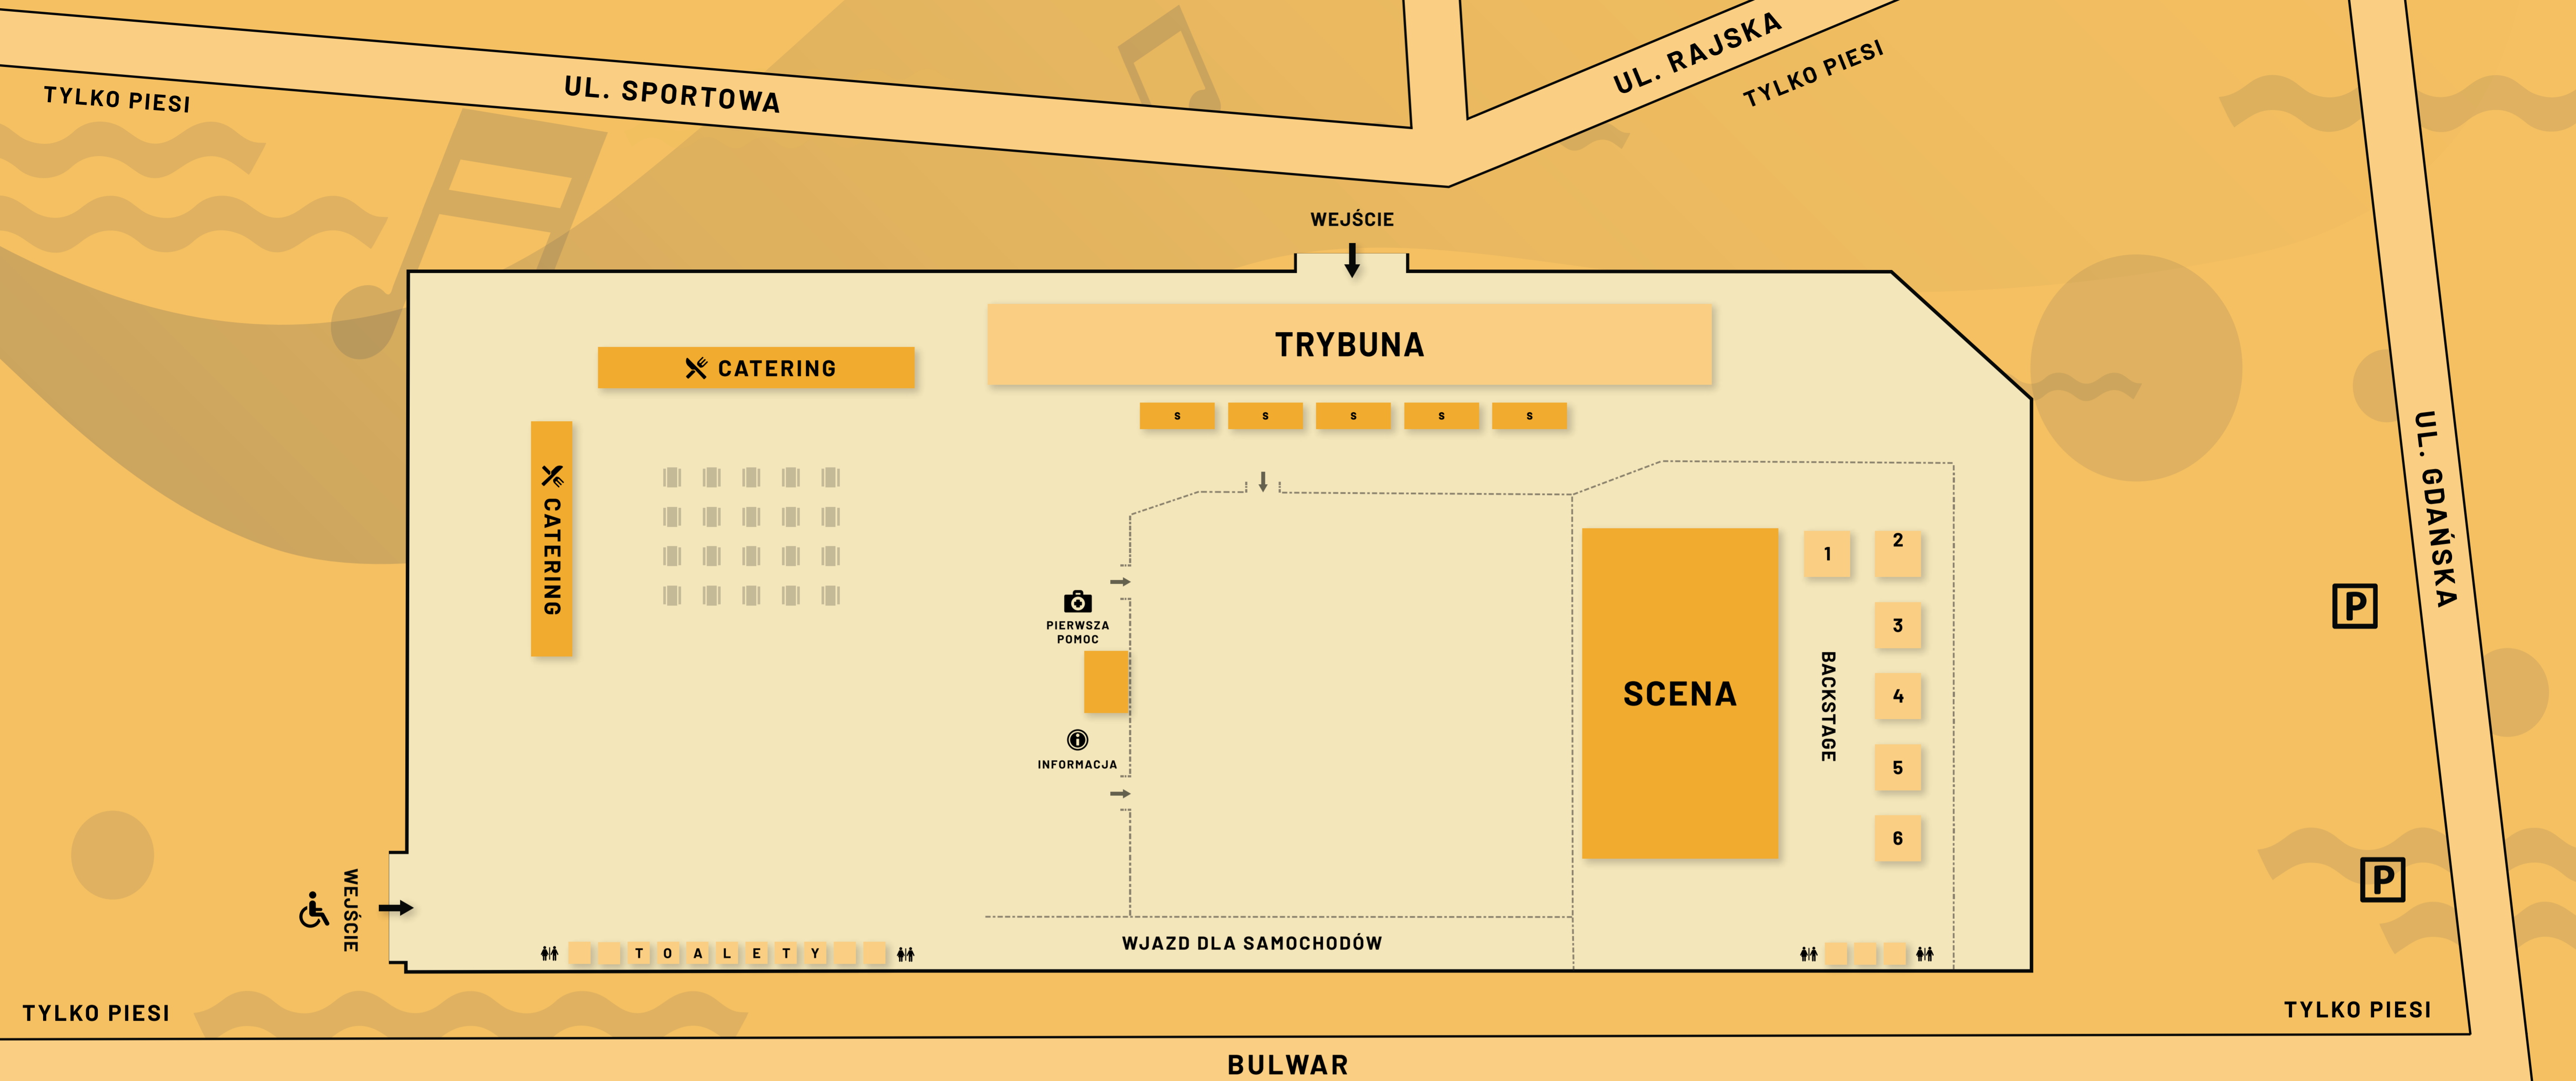 UL. SPORTOWA
UL. RAJSKA
TYLKO PIESI
TYLKO PIESI
WEJŚCIE
TRYBUNA
CATERING
S S S S S
CATERING
UL. GDAŃSKA
1
2
3
4
5
6
P
PIERWSZA
POMOC
SCENA
BACKSTAGE
INFORMACJA
P
WEJŚCIE
WJAZD DLA SAMOCHODÓW
TOALETY
TYLKO PIESI
TYLKO PIESI
BULWAR